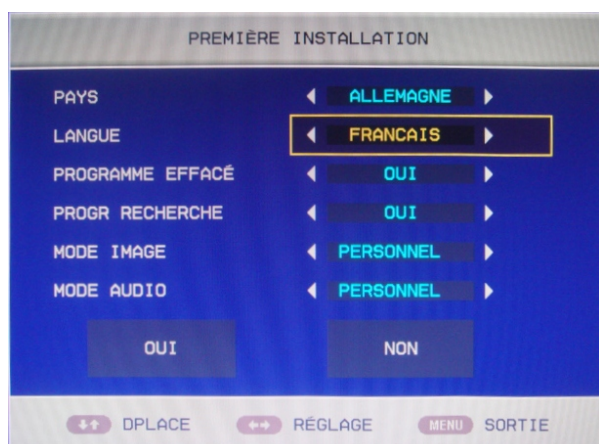 PREMIÈRE INSTALLATION
PAYS ALLEMAGNE
LANGUE FRANCAIS
PROGRAMME EFFACÉ OUI
PROGR RECHERCHE OUI
MODE IMAGE PERSONNEL
MODE AUDIO PERSONNEL
OUI NON
DPLACE RÉGLAGE MENU SORTIE